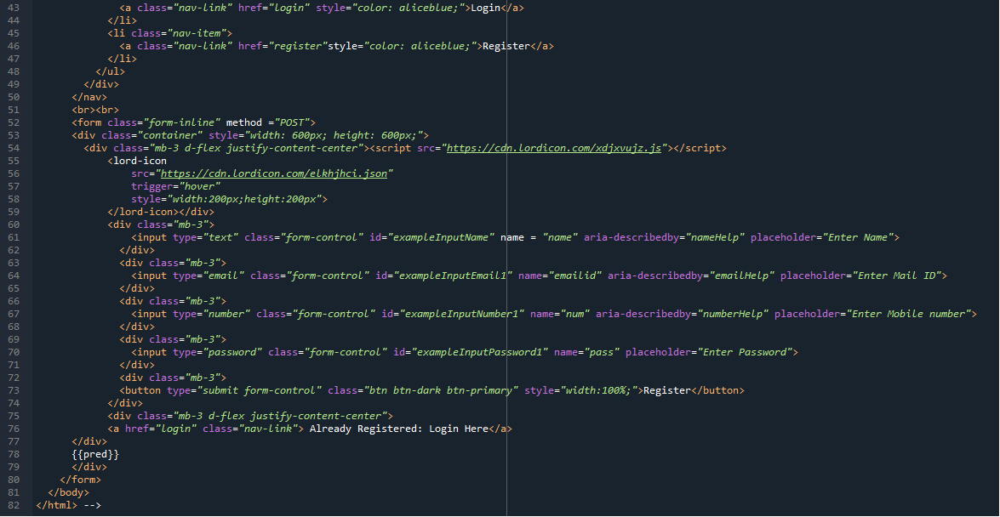 43 <a class="nav-link" href="login" style="color: aliceblue;">Login</a>
44 </li>
45 <li class="nav-item">
46 <a class="nav-link" href="register"style="color: aliceblue;">Register</a>
47 </li>
48 </ul>
49 </div>
50 </nav>
51 <br><br>
52 <form class="form-inline" method ="POST">
53 <div class="container" style="width: 600px; height: 600px;">
54 <div class="mb-3 d-flex justify-content-center"><script src="https://cdn.lordicon.com/xdjxvujz.js"></script>
55 <lord-icon
56 src="https://cdn.lordicon.com/elkhjhci.json"
57 trigger="hover"
58 style="width:200px;height:200px">
59 </lord-icon></div>
60 <div class="mb-3">
61 <input type="text" class="form-control" id="exampleInputName" name = "name" aria-describedby="nameHelp" placeholder="Enter Name">
62 </div>
63 <div class="mb-3">
64 <input type="email" class="form-control" id="exampleInputEmail1" name="emailid" aria-describedby="emailHelp" placeholder="Enter Mail ID">
65 </div>
66 <div class="mb-3">
67 <input type="number" class="form-control" id="exampleInputNumber1" name="num" aria-describedby="numberHelp" placeholder="Enter Mobile number">
68 </div>
69 <div class="mb-3">
70 <input type="password" class="form-control" id="exampleInputPassword1" name="pass" placeholder="Enter Password">
71 </div>
72 <div class="mb-3">
73 <button type="submit form-control" class="btn btn-dark btn-primary" style="width:100%;">Register</button>
74 </div>
75 <div class="mb-3 d-flex justify-content-center">
76 <a href="login" class="nav-link"> Already Registered: Login Here</a>
77 </div>
78 {{pred}}
79 </div>
80 </form>
81 </body>
82 </html> -->